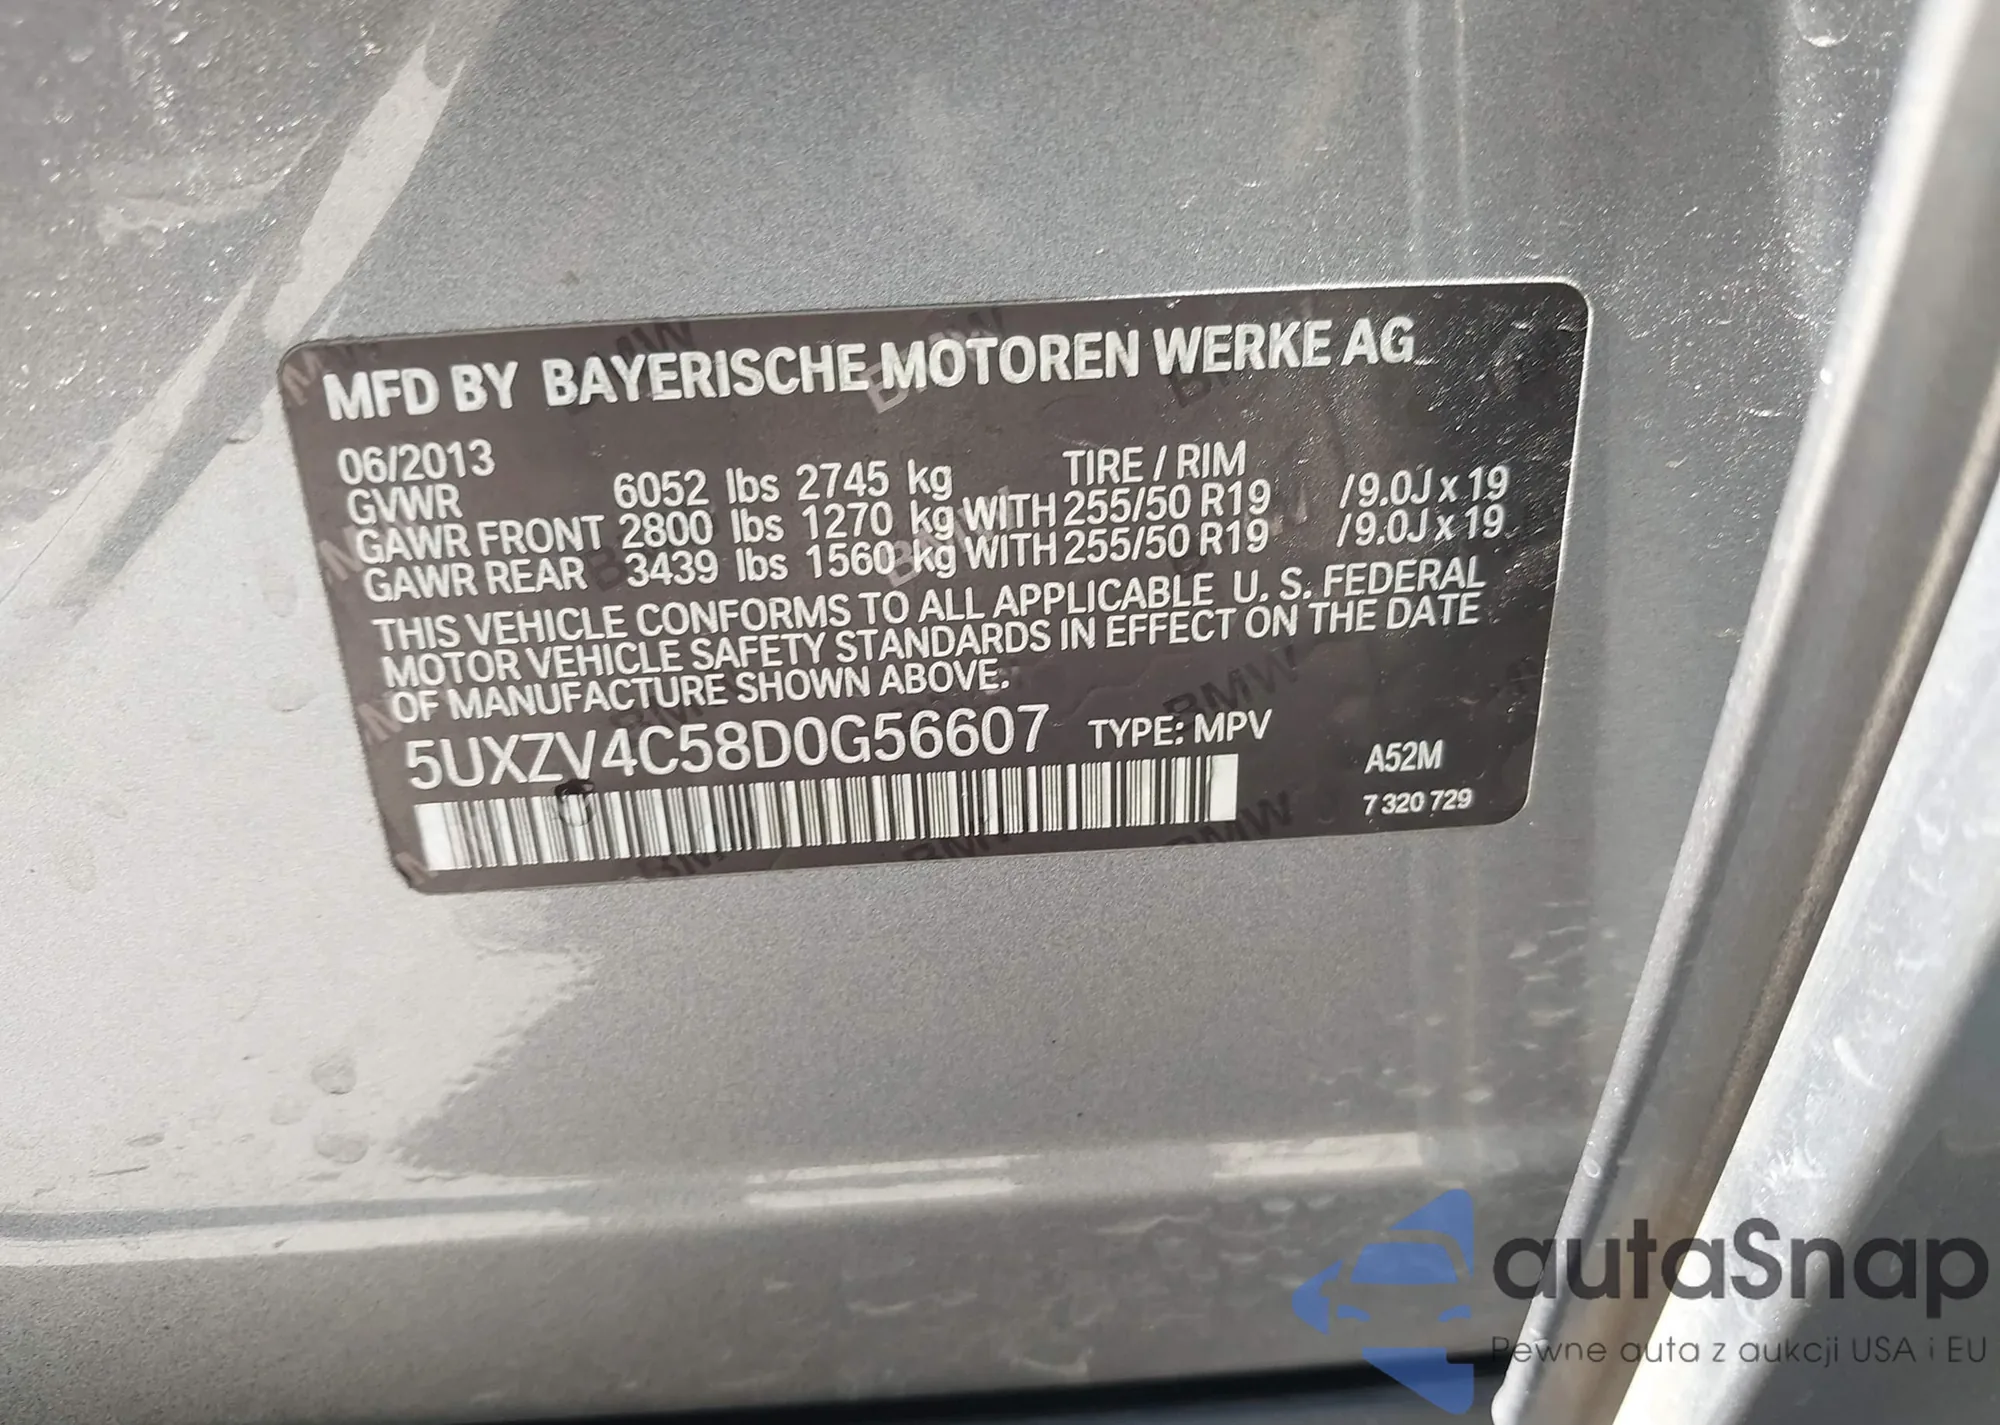 MFD BY BAYERISCHE MOTOREN WERKE AG
06/2013 TIRE / RIM
GVWR 6052 lbs 2745 kg
GAWR FRONT 2800 lbs 1270 kg WITH 255/50 R19 /9.0J x 19
GAWR REAR 3439 lbs 1560 kg WITH 255/50 R19 /9.0J x 19
THIS VEHICLE CONFORMS TO ALL APPLICABLE U. S. FEDERAL
MOTOR VEHICLE SAFETY STANDARDS IN EFFECT ON THE DATE
OF MANUFACTURE SHOWN ABOVE.
5UXZV4C58D0G56607 TYPE: MPV
A52M
7 320 729
autaSnap
Pewne auta z aukcji USA i EU